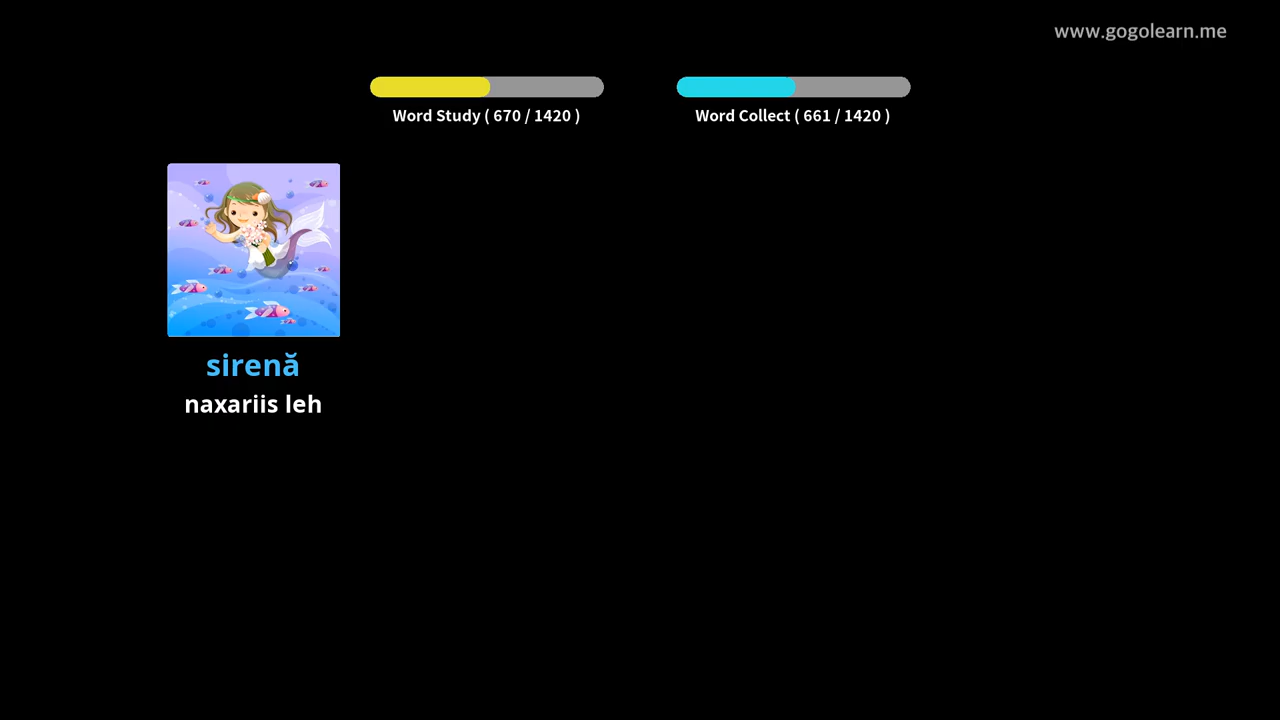 www.gogolearn.me
Word Study ( 670 / 1420 )
Word Collect ( 661 / 1420 )
sirenă
naxariis leh